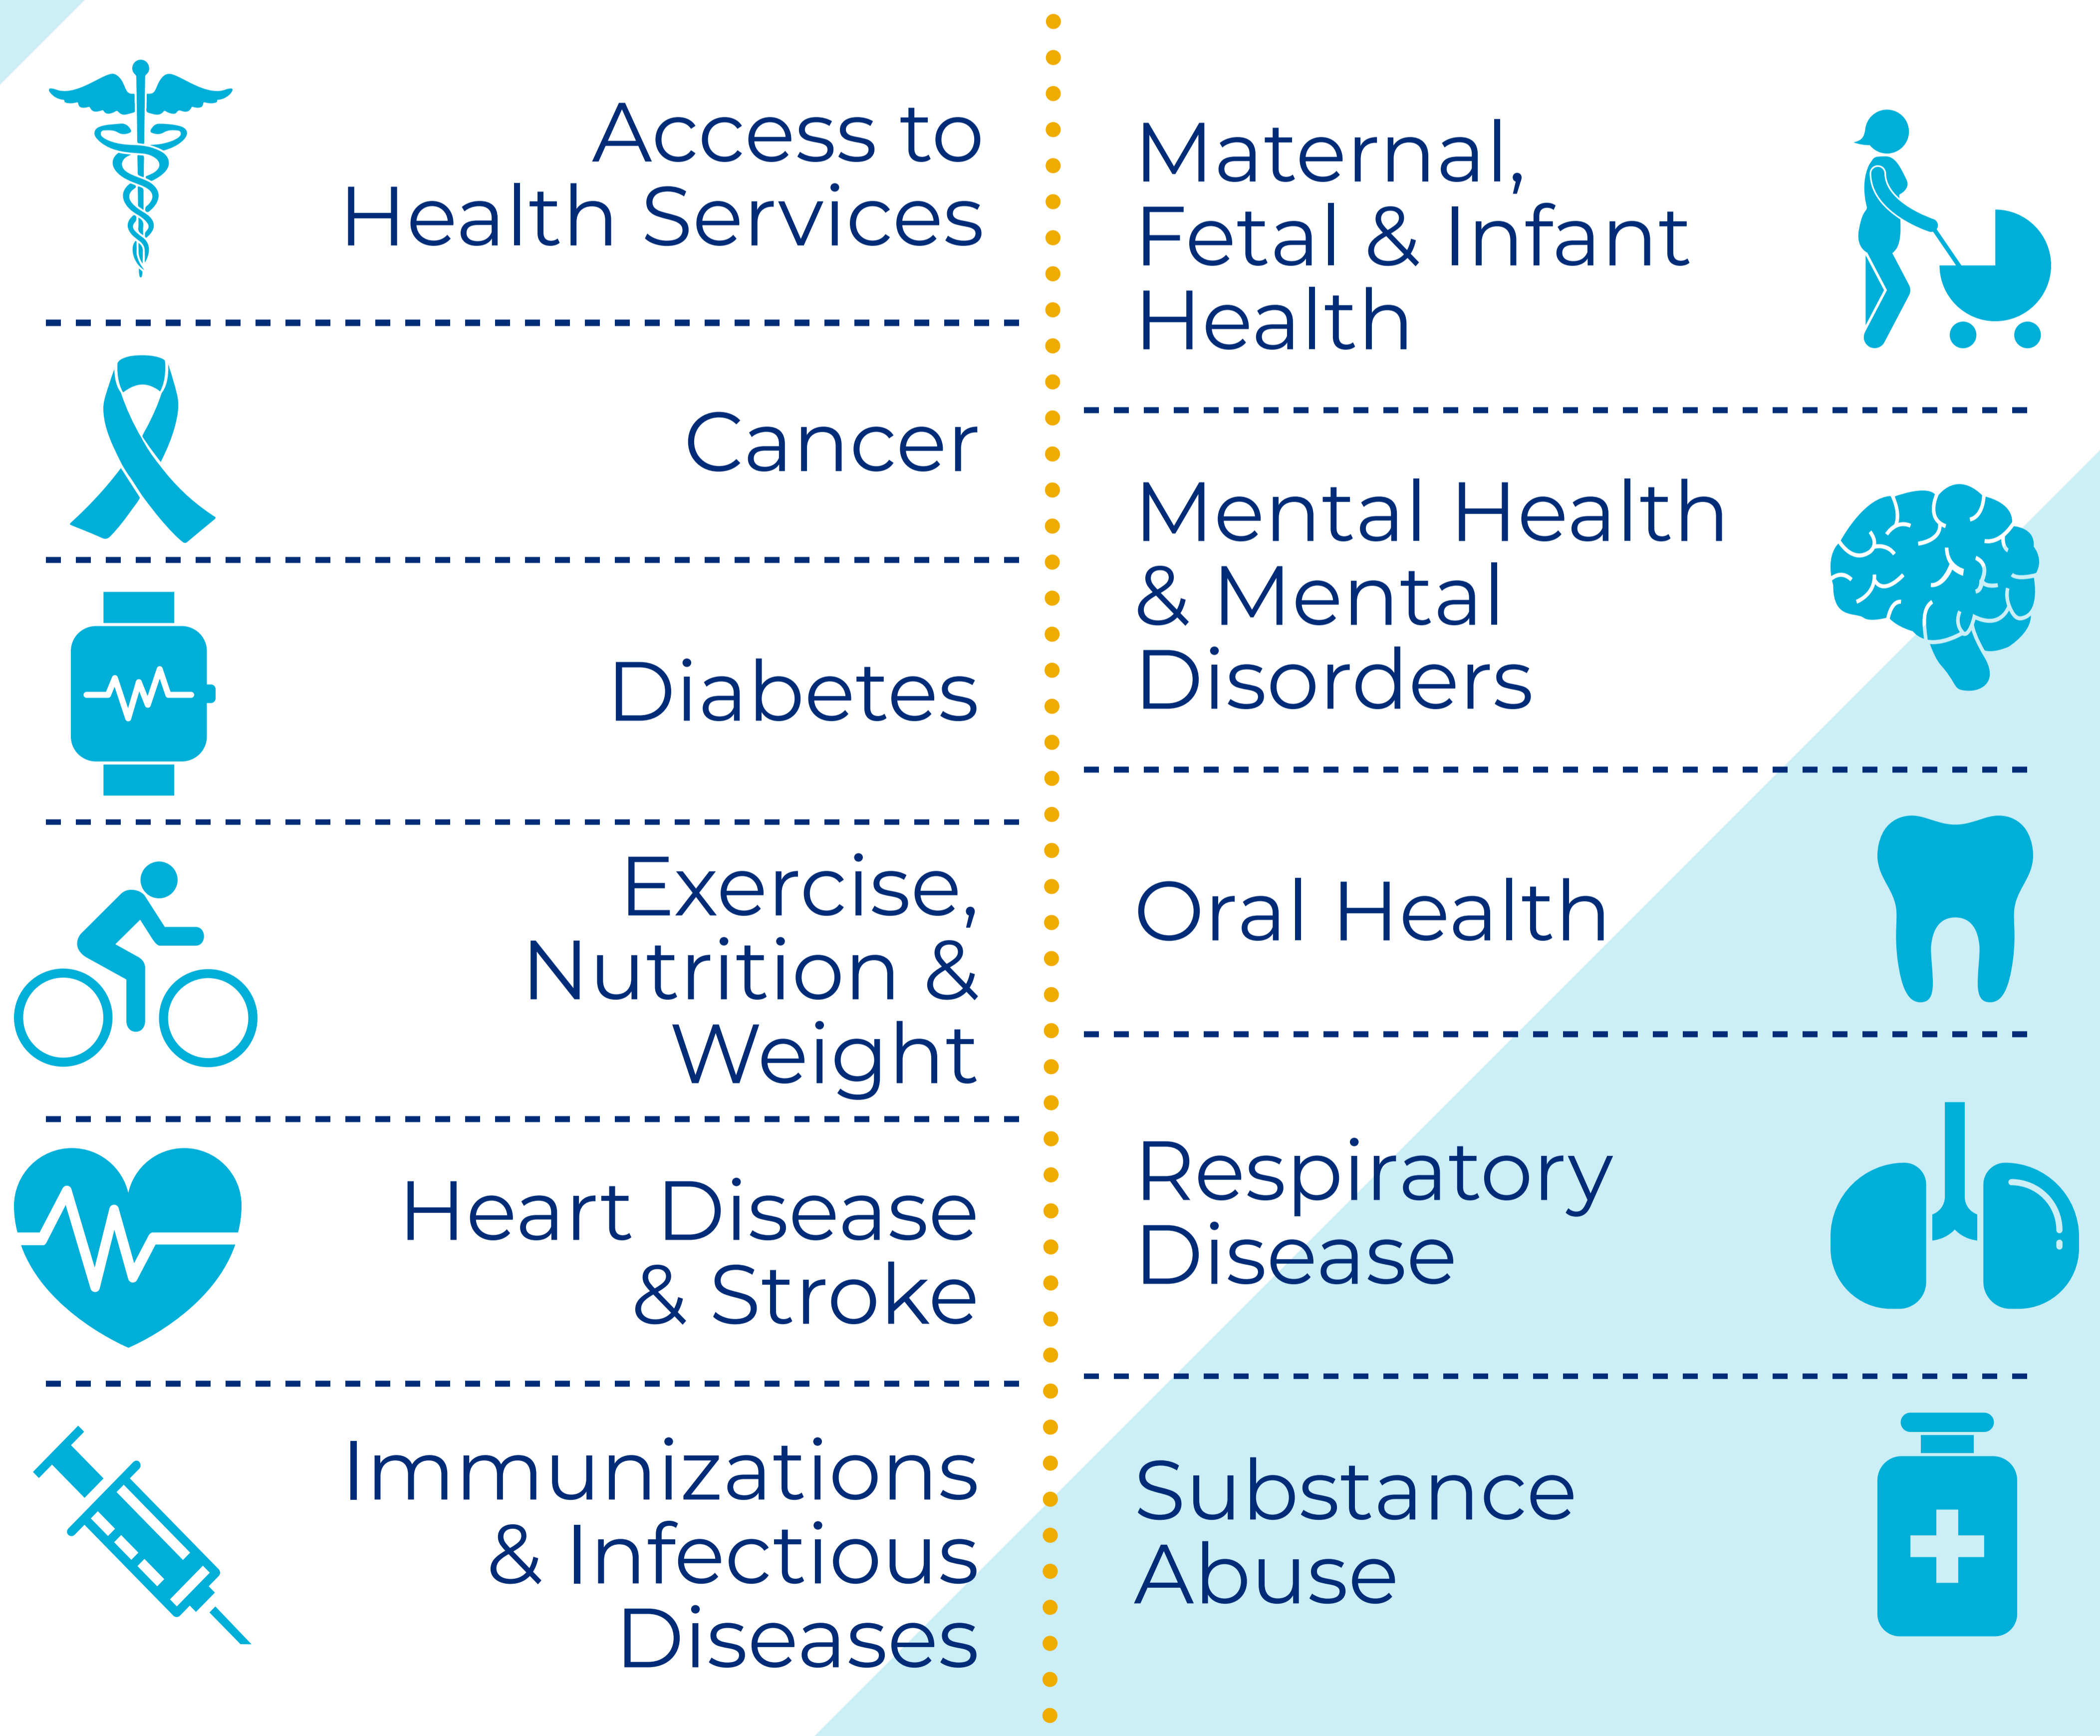 Access to
Health Services
Cancer
Diabetes
Exercise,
Nutrition &
Weight
Heart Disease
& Stroke
Immunizations
& Infectious
Diseases
Maternal,
Fetal & Infant
Health
Mental Health
& Mental
Disorders
Oral Health
Respiratory
Disease
Substance
Abuse